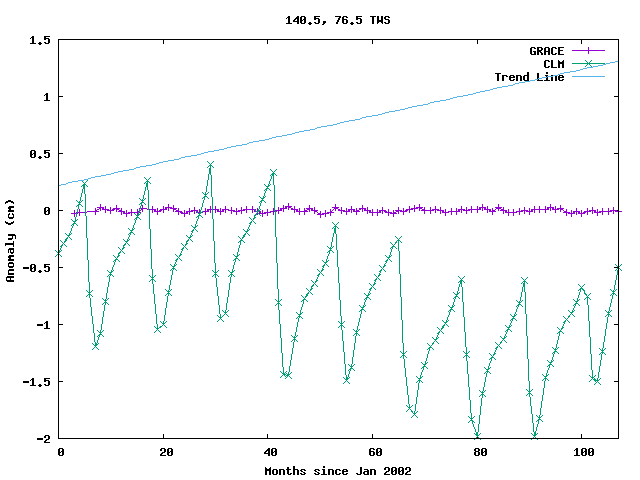 140.5, 76.5 TWS
GRACE
CLM
Trend Line
1.5
1
0.5
0
-0.5
-1
-1.5
-2
0 20 40 60 80 100
Anomaly (cm)
Months since Jan 2002